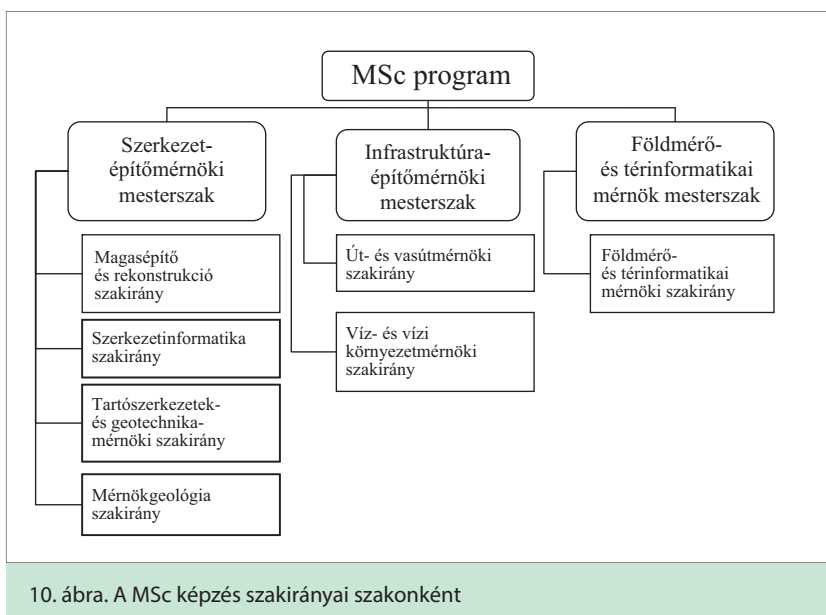 MSc program
Szerkezet-
építőmérnöki
mesterszak
Magasépítő
és rekonstrukció
szakirány
Szerkezetinformatika
szakirány
Tartószerkezetek-
és geotechnika-
mérnöki szakirány
Mérnökgeológia
szakirány
Infrastruktúra-
építőmérnöki
mesterszak
Út- és vasútmérnöki
szakirány
Víz- és vízi
környezetmérnöki
szakirány
Földmérő-
és térinformatikai
mérnök mesterszak
Földmérő-
és térinformatikai
mérnöki szakirány
10. ábra. A MSc képzés szakirányai szakonként